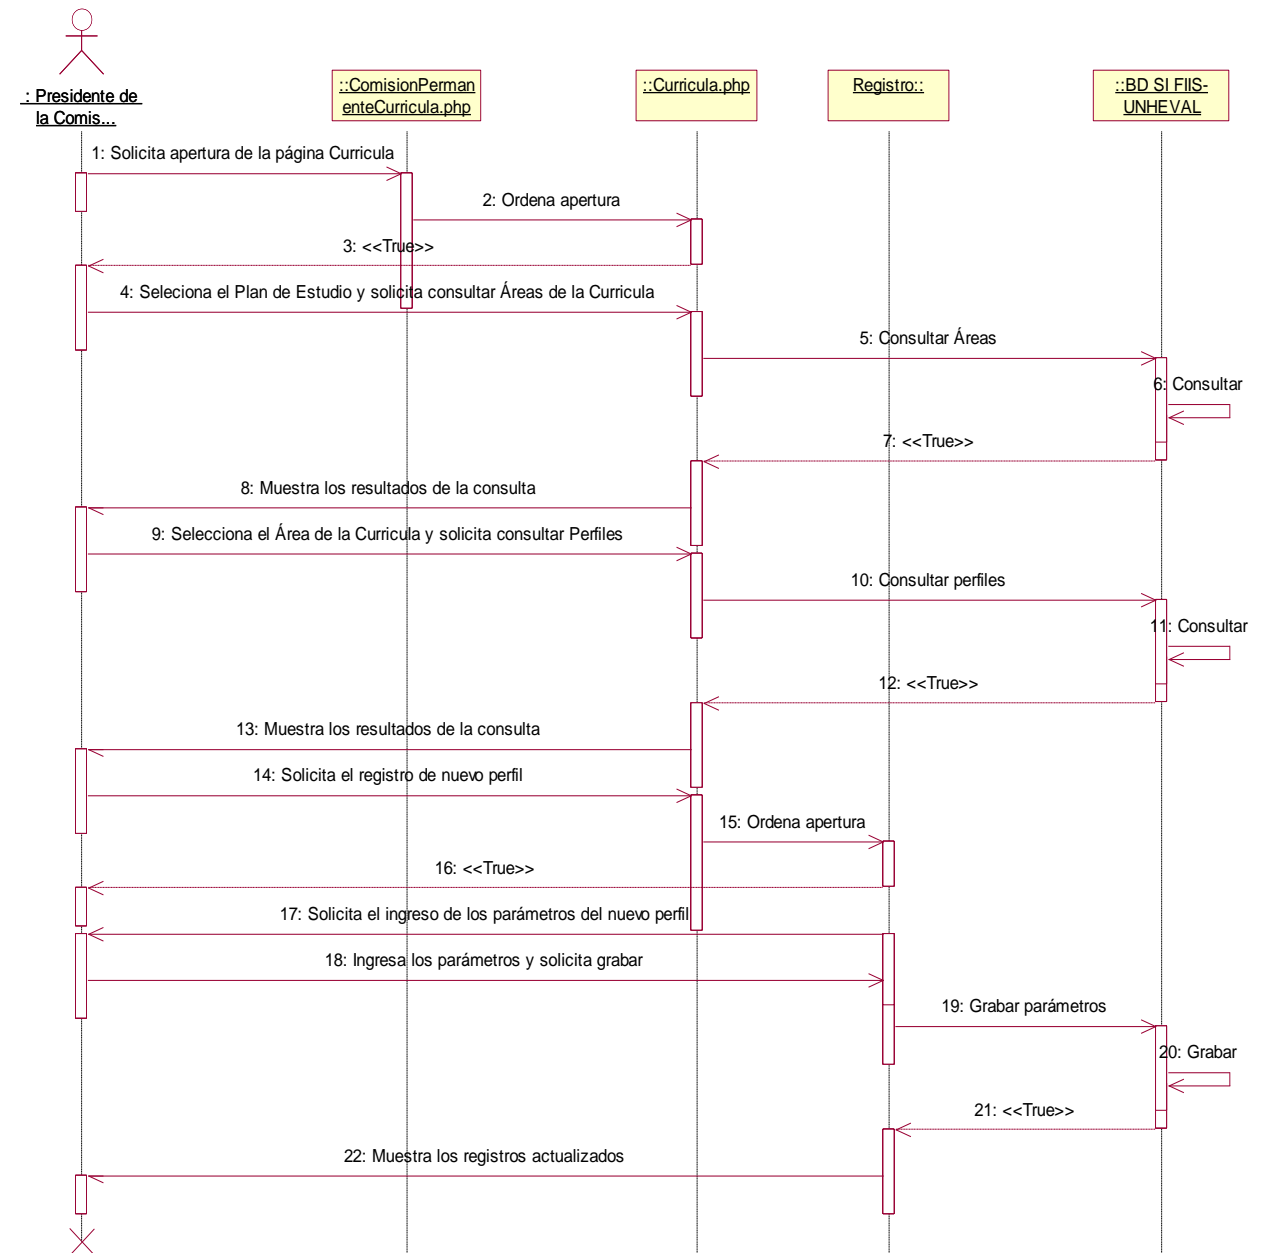 : Presidente de
la Comis...
::ComisionPerman
enteCurricula.php
::Curricula.php
Registro::
::BD SI FIIS-
UNHEVAL
1: Solicita apertura de la página Curricula
2: Ordena apertura
3: <<True>>
4: Seleciona el Plan de Estudio y solicita consultar Áreas de la Curricula
5: Consultar Áreas
6: Consultar
7: <<True>>
8: Muestra los resultados de la consulta
9: Selecciona el Área de la Curricula y solicita consultar Perfiles
10: Consultar perfiles
11: Consultar
12: <<True>>
13: Muestra los resultados de la consulta
14: Solicita el registro de nuevo perfil
15: Ordena apertura
16: <<True>>
17: Solicita el ingreso de los parámetros del nuevo perfil
18: Ingresa los parámetros y solicita grabar
19: Grabar parámetros
20: Grabar
21: <<True>>
22: Muestra los registros actualizados